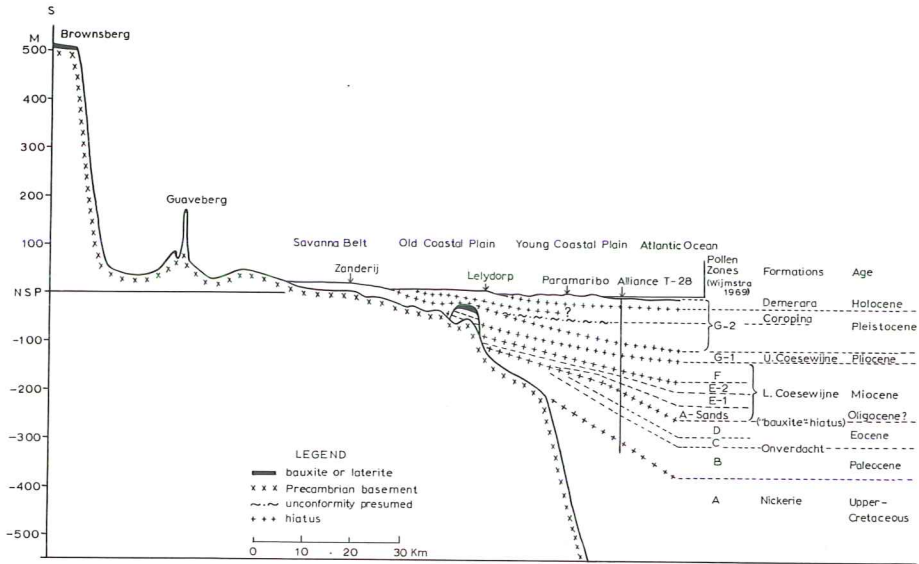 S
M
Brownsberg
500
400
300
200
100
NSP
-100
-200
-300
-400
-500
Guaveberg
Savanna Belt
Old Coastal Plain
Young Coastal Plain
Atlantic Ocean
Zanderij
Lelydorp
Paramaribo
Alliance T-28
?
Pollen
Zones
(Wijmstra
1969)
Formations
Age
Demerara
Holocene
Coropina
G-2
Pleistocene
G-1
U. Coesewijne
Pliocene
F
E-2
L. Coesewijne
Miocene
E-1
A-Sands
(bauxite-hiatus)
Oligocene?
D
Eocene
C
Onverdacht
B
Paleocene
A
Nickerie
Upper-
Cretaceous
LEGEND
bauxite or laterite
x x x Precambrian basement
unconformity presumed
+++ hiatus
0 10 20 30 Km